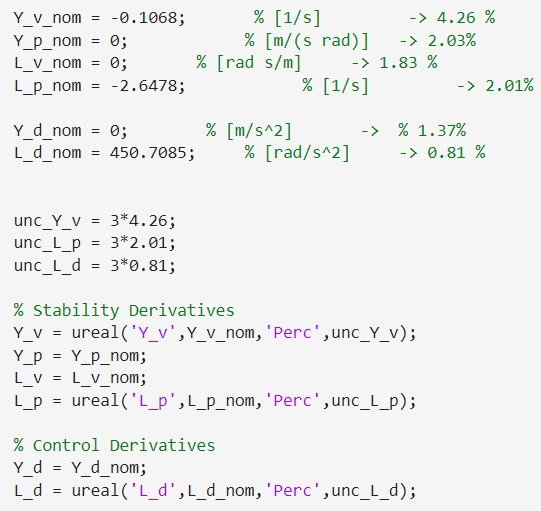 Y_v_nom = -0.1068; % [1/s] -> 4.26 %
Y_p_nom = 0; % [m/(s rad)] -> 2.03%
L_v_nom = 0; % [rad s/m] -> 1.83 %
L_p_nom = -2.6478; % [1/s] -> 2.01%
Y_d_nom = 0; % [m/s^2] -> % 1.37%
L_d_nom = 450.7085; % [rad/s^2] -> 0.81 %
unc_Y_v = 3*4.26;
unc_L_p = 3*2.01;
unc_L_d = 3*0.81;
% Stability Derivatives
Y_v = ureal('Y_v',Y_v_nom,'Perc',unc_Y_v);
Y_p = Y_p_nom;
L_v = L_v_nom;
L_p = ureal('L_p',L_p_nom,'Perc',unc_L_p);
% Control Derivatives
Y_d = Y_d_nom;
L_d = ureal('L_d',L_d_nom,'Perc',unc_L_d);